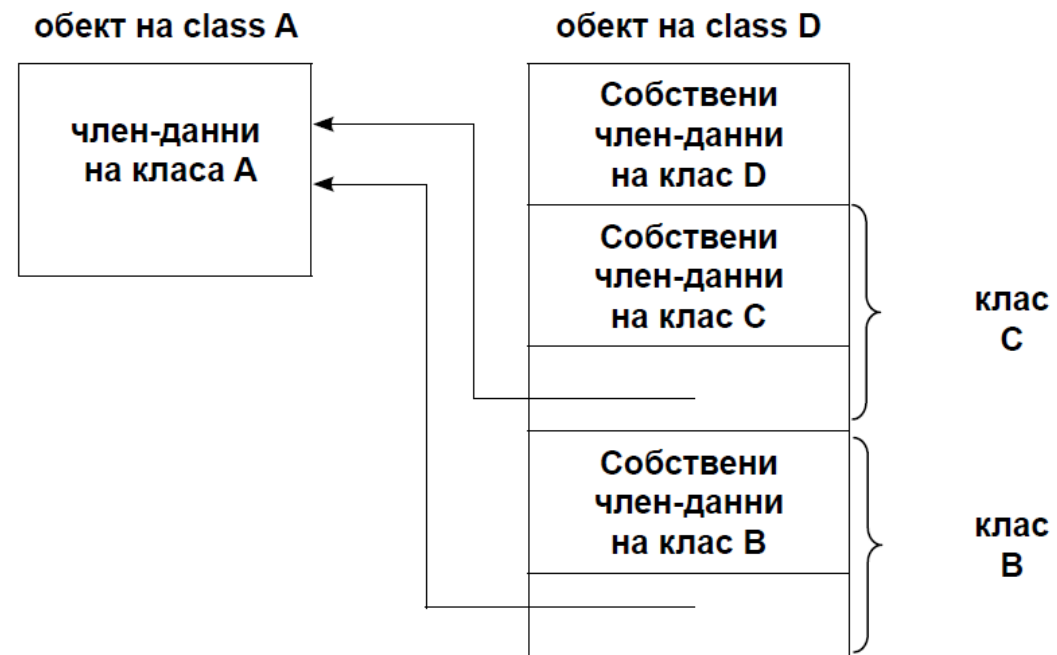 обект на class A
обект на class D
член-данни
на класа A
Собствени
член-данни
на клас D
Собствени
член-данни
на клас C
клас
C
Собствени
член-данни
на клас B
клас
B